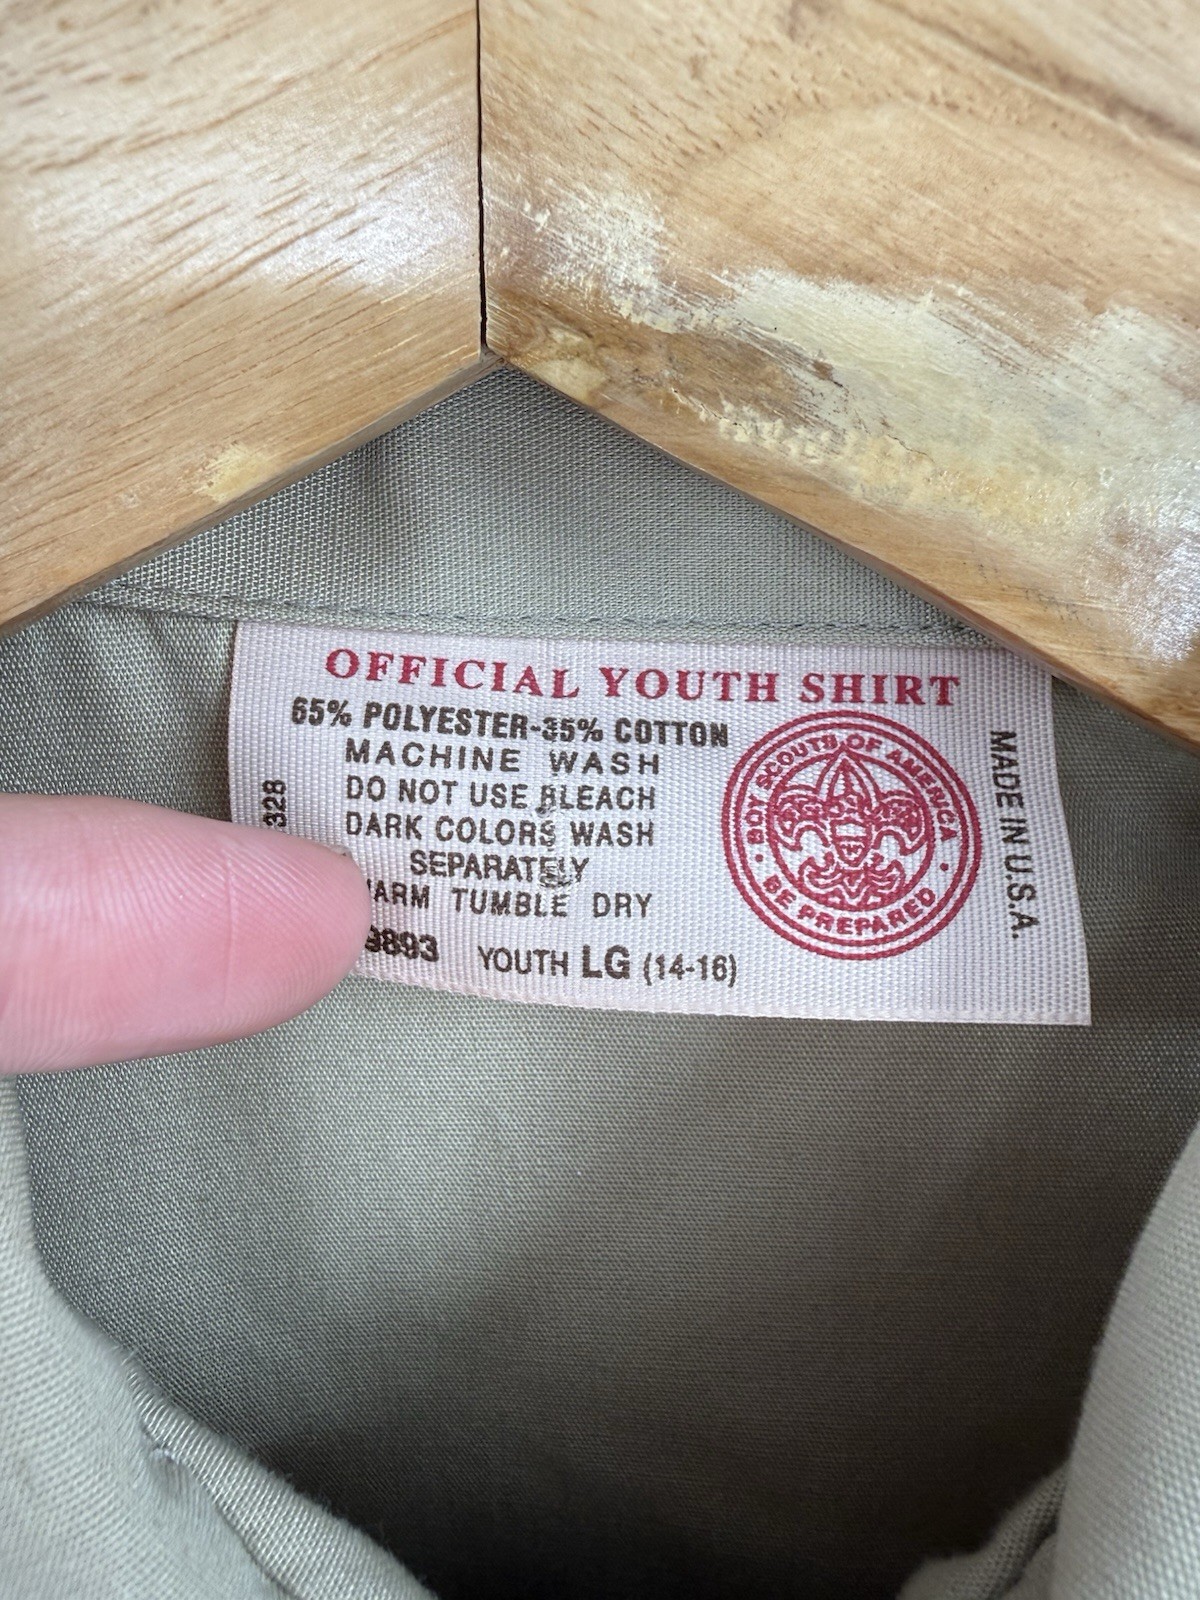 OFFICIAL YOUTH SHIRT
65% POLYESTER-35% COTTON
MACHINE WASH
DO NOT USE BLEACH
DARK COLORS WASH
SEPARATELY
TUMBLE DRY
9893 YOUTH LG (14-16)
328
BOY SCOUTS OF AMERICA
• BE PREPARED •
MADE IN U.S.A.